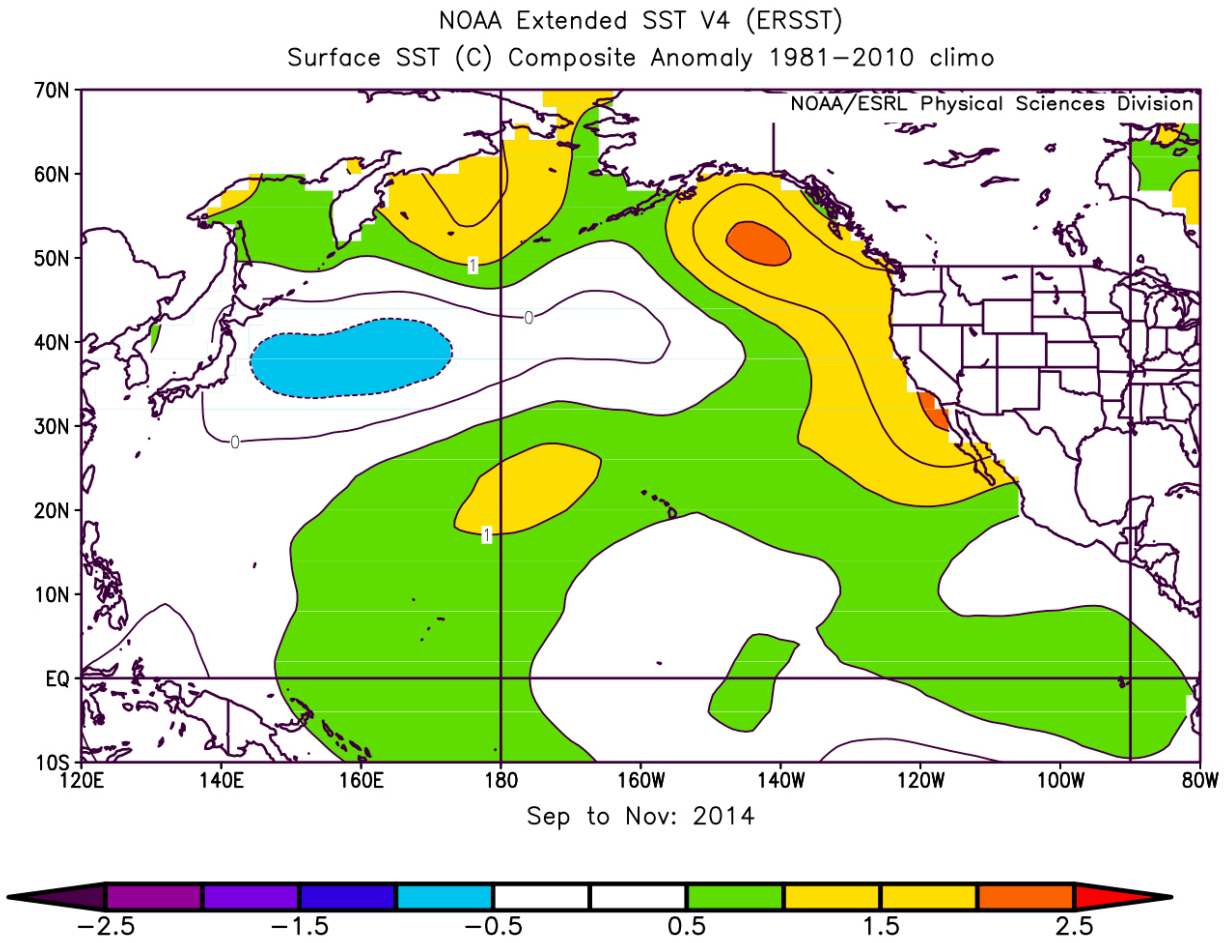 NOAA Extended SST V4 (ERSST)
Surface SST (C) Composite Anomaly 1981−2010 climo
NOAA/ESRL Physical Sciences Division
70N
60N
50N
40N
30N
20N
10N
EQ
10S
1
0
0
1
120E 140E 160E 180 160W 140W 120W 100W 80W
Sep to Nov: 2014
−2.5 −1.5 −0.5 0.5 1.5 2.5